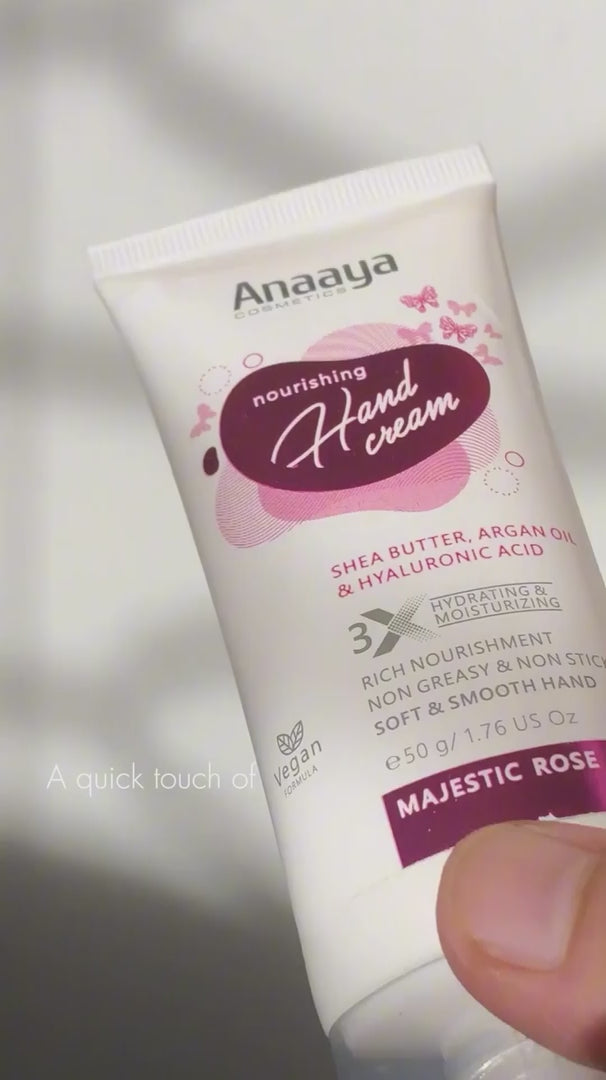 Anaaya
COSMETICS
nourishing
Hand
cream
SHEA BUTTER, ARGAN OIL
& HYALURONIC ACID
3X HYDRATING &
MOISTURIZING
RICH NOURISHMENT
NON GREASY & NON STICK
SOFT & SMOOTH HAND
℮50 g/ 1.76 US Oz
Vegan
FORMULA
A quick touch of
MAJESTIC ROSE